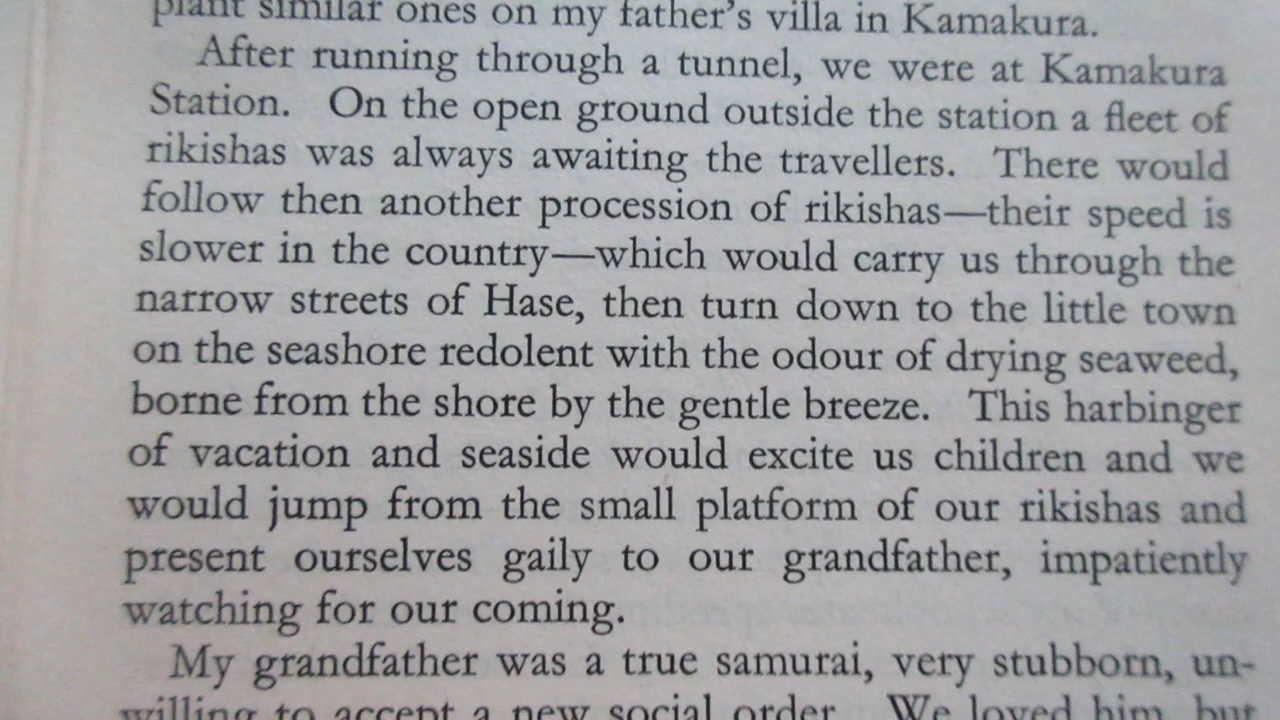 plant similar ones on my father's villa in Kamakura.
After running through a tunnel, we were at Kamakura
Station. On the open ground outside the station a fleet of
rikishas was always awaiting the travellers. There would
follow then another procession of rikishas—their speed is
slower in the country—which would carry us through the
narrow streets of Hase, then turn down to the little town
on the seashore redolent with the odour of drying seaweed,
borne from the shore by the gentle breeze. This harbinger
of vacation and seaside would excite us children and we
would jump from the small platform of our rikishas and
present ourselves gaily to our grandfather, impatiently
watching for our coming.
My grandfather was a true samurai, very stubborn, un-
willing to accept a new social order. We loved him, but